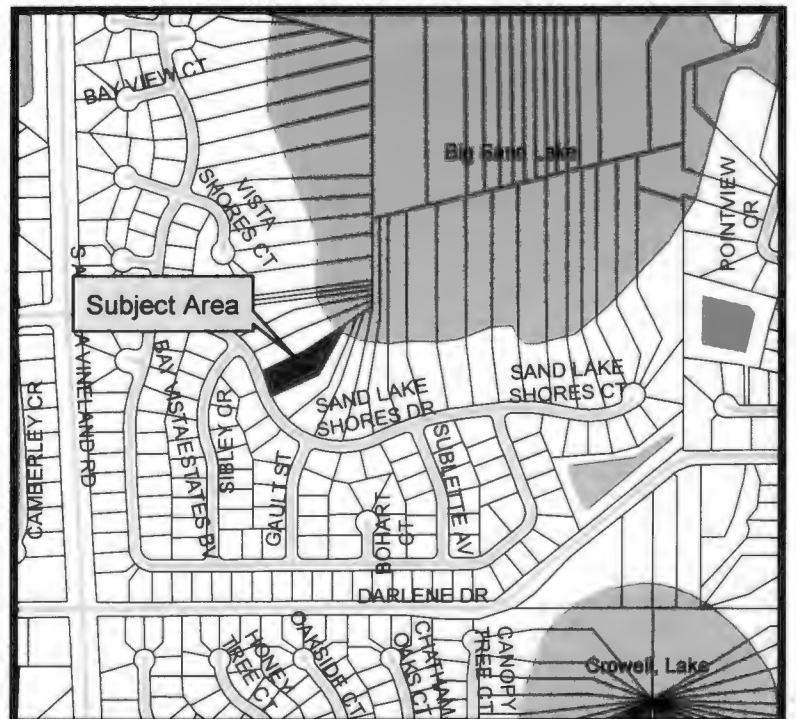 BAY VIEW CT
Big Sand Lake
VISTA
SHORES CT
POINTVIEW
CR
Subject Area
CAMBERLEY CR
BAY VISTA ESTATES BV
SIBLEY CR
SAND LAKE
SHORES DR
SAND LAKE
SHORES CT
GAULT ST
BOHART
CT
SUBLETTE AV
DARLENE DR
HONEY
TREE CT
OAKSIDE CT
OAKS CT
CHATHAM
CANOPY
TREE CT
Crowell, Lake